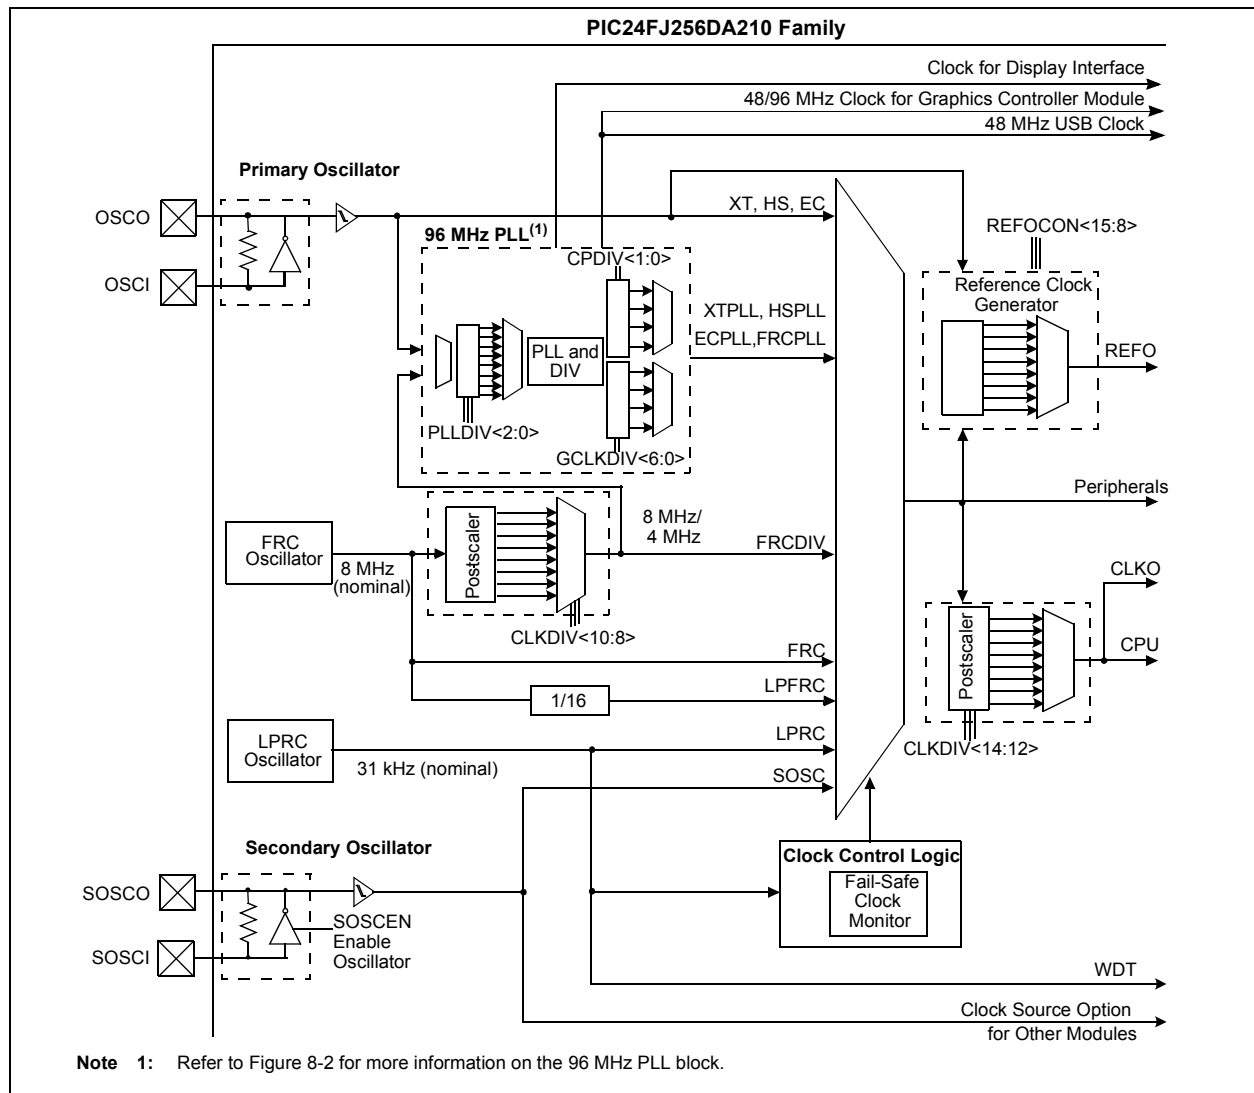 PIC24FJ256DA210 Family
Clock for Display Interface
48/96 MHz Clock for Graphics Controller Module
48 MHz USB Clock
Primary Oscillator
OSCO
OSCI
XT, HS, EC
96 MHz PLL(1)
CPDIV<1:0>
PLL and
DIV
PLLDIV<2:0>
GCLKDIV<6:0>
XTPLL, HSPLL
ECPLL,FRCPLL
REFOCON<15:8>
Reference Clock
Generator
REFO
Peripherals
FRC
Oscillator
8 MHz
(nominal)
Postscaler
CLKDIV<10:8>
8 MHz/
4 MHz
FRCDIV
FRC
1/16
LPFRC
LPRC
Oscillator
31 kHz (nominal)
LPRC
SOSC
Postscaler
CLKDIV<14:12>
CLKO
CPU
Clock Control Logic
Fail-Safe
Clock
Monitor
Secondary Oscillator
SOSCO
SOSCI
SOSCEN
Enable
Oscillator
WDT
Clock Source Option
for Other Modules
Note 1: Refer to Figure 8-2 for more information on the 96 MHz PLL block.